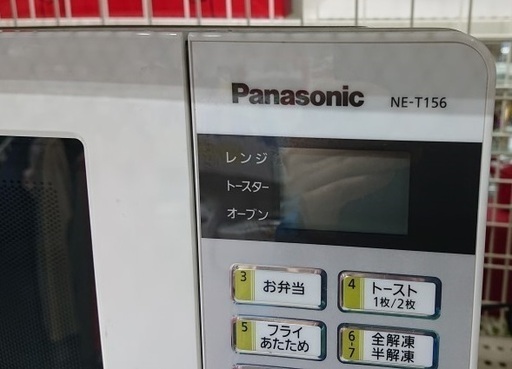 Panasonic NE-T156
レンジ
トースター
オーブン
3 お弁当
4 トースト
1枚/2枚
5 フライ
あたため
6-7 全解凍
半解凍